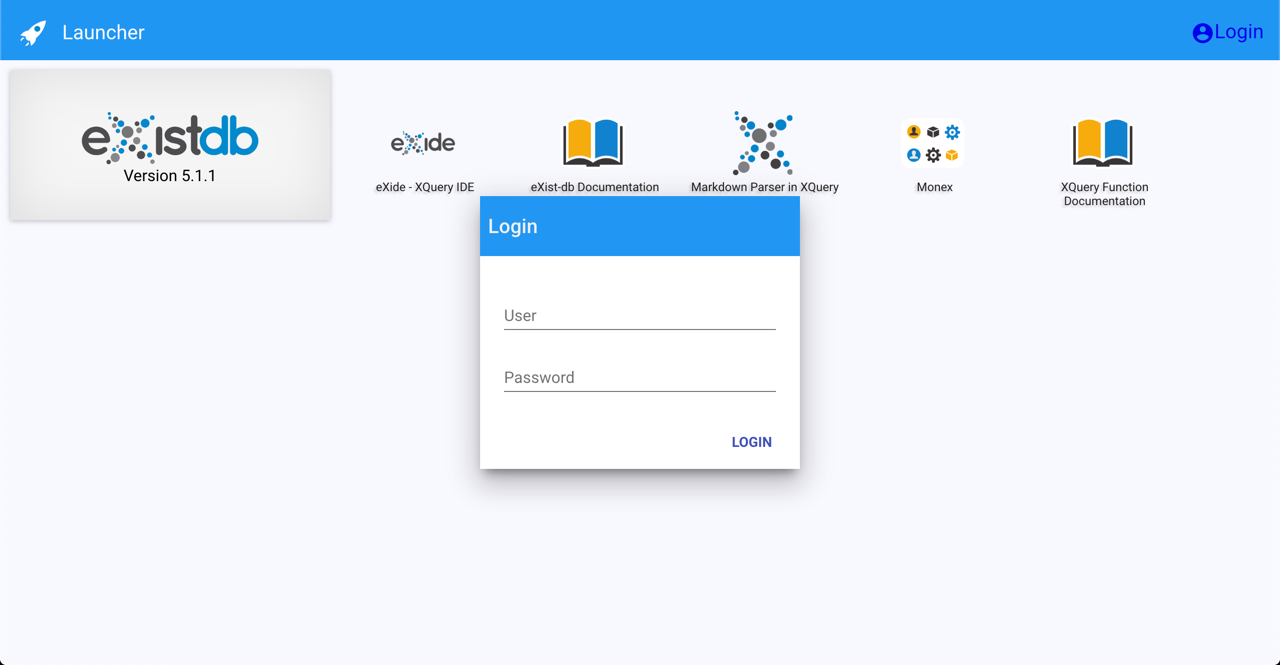 Launcher
Login
eXistdb
Version 5.1.1
eXide
eXide - XQuery IDE
eXist-db Documentation
Markdown Parser in XQuery
Monex
XQuery Function
Documentation
Login
User
Password
LOGIN